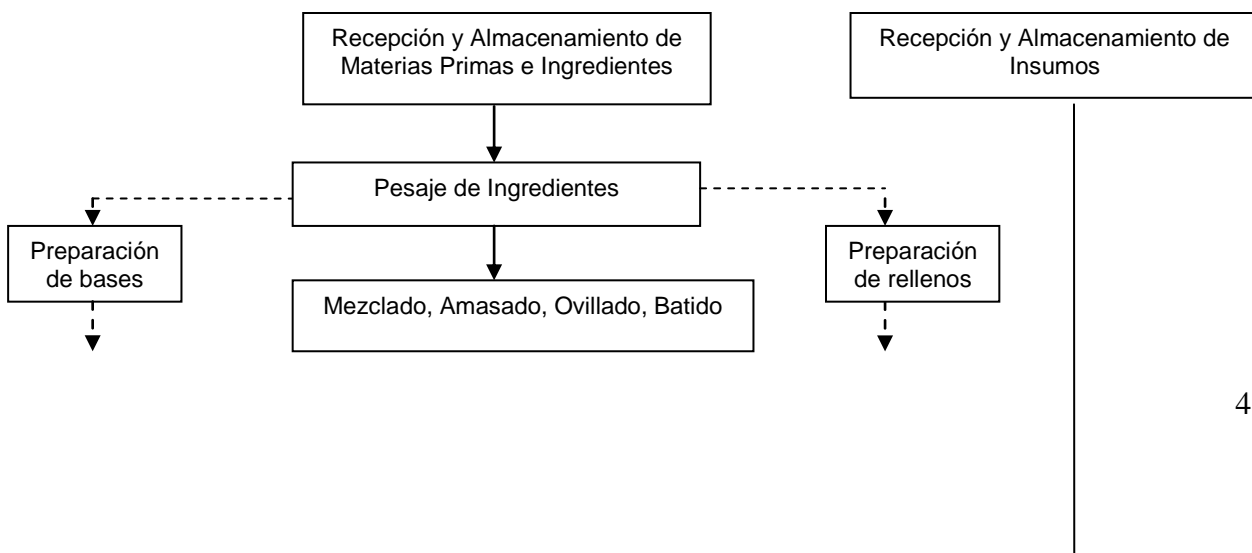 Recepción y Almacenamiento de
Materias Primas e Ingredientes
Recepción y Almacenamiento de
Insumos
Pesaje de Ingredientes
Preparación
de bases
Preparación
de rellenos
Mezclado, Amasado, Ovillado, Batido
4